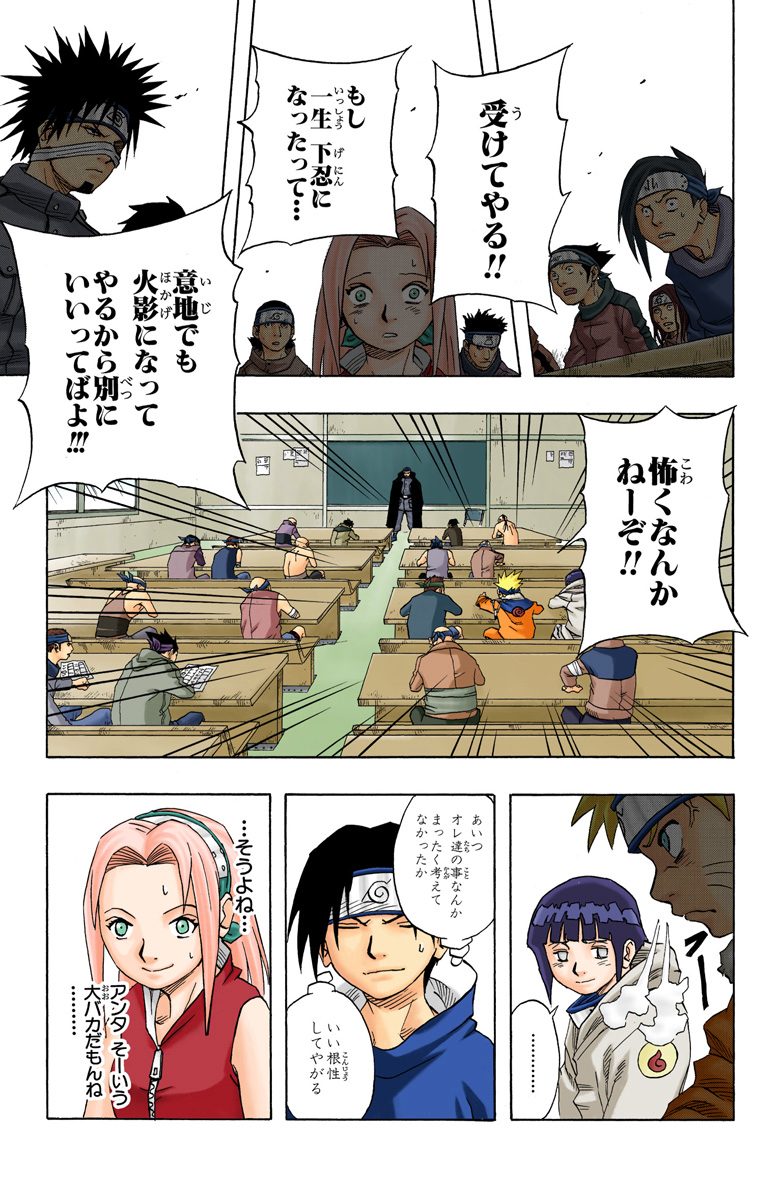 受けてやる!!
もし
一生 下忍に
なったって…
意地でも
火影になって
やるから別に
いいってばよ!!!
怖くなんか
ねーぞ!!
…………
あいつ
オレ達の事なんか
まったく考えて
なかったか
いい根性
してやがる
…そうよね…
アンタ そーいう
大バカだもんね
…………